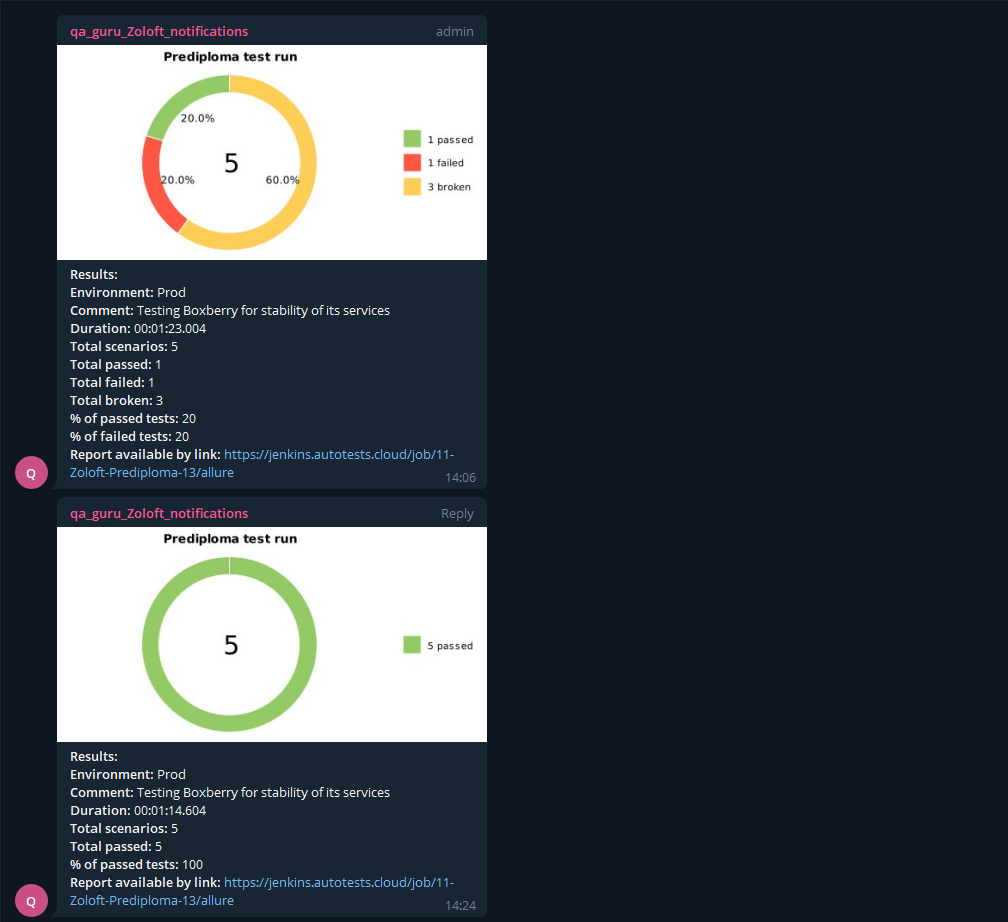 qa_guru_Zoloft_notifications admin
Prediploma test run
20.0%
5
20.0%
60.0%
1 passed
1 failed
3 broken
Results:
Environment: Prod
Comment: Testing Boxberry for stability of its services
Duration: 00:01:23.004
Total scenarios: 5
Total passed: 1
Total failed: 1
Total broken: 3
% of passed tests: 20
% of failed tests: 20
Report available by link: https://jenkins.autotests.cloud/job/11-
Zoloft-Prediploma-13/allure
Q
14:06
qa_guru_Zoloft_notifications Reply
Prediploma test run
5
5 passed
Results:
Environment: Prod
Comment: Testing Boxberry for stability of its services
Duration: 00:01:14.604
Total scenarios: 5
Total passed: 5
% of passed tests: 100
Report available by link: https://jenkins.autotests.cloud/job/11-
Zoloft-Prediploma-13/allure
Q
14:24